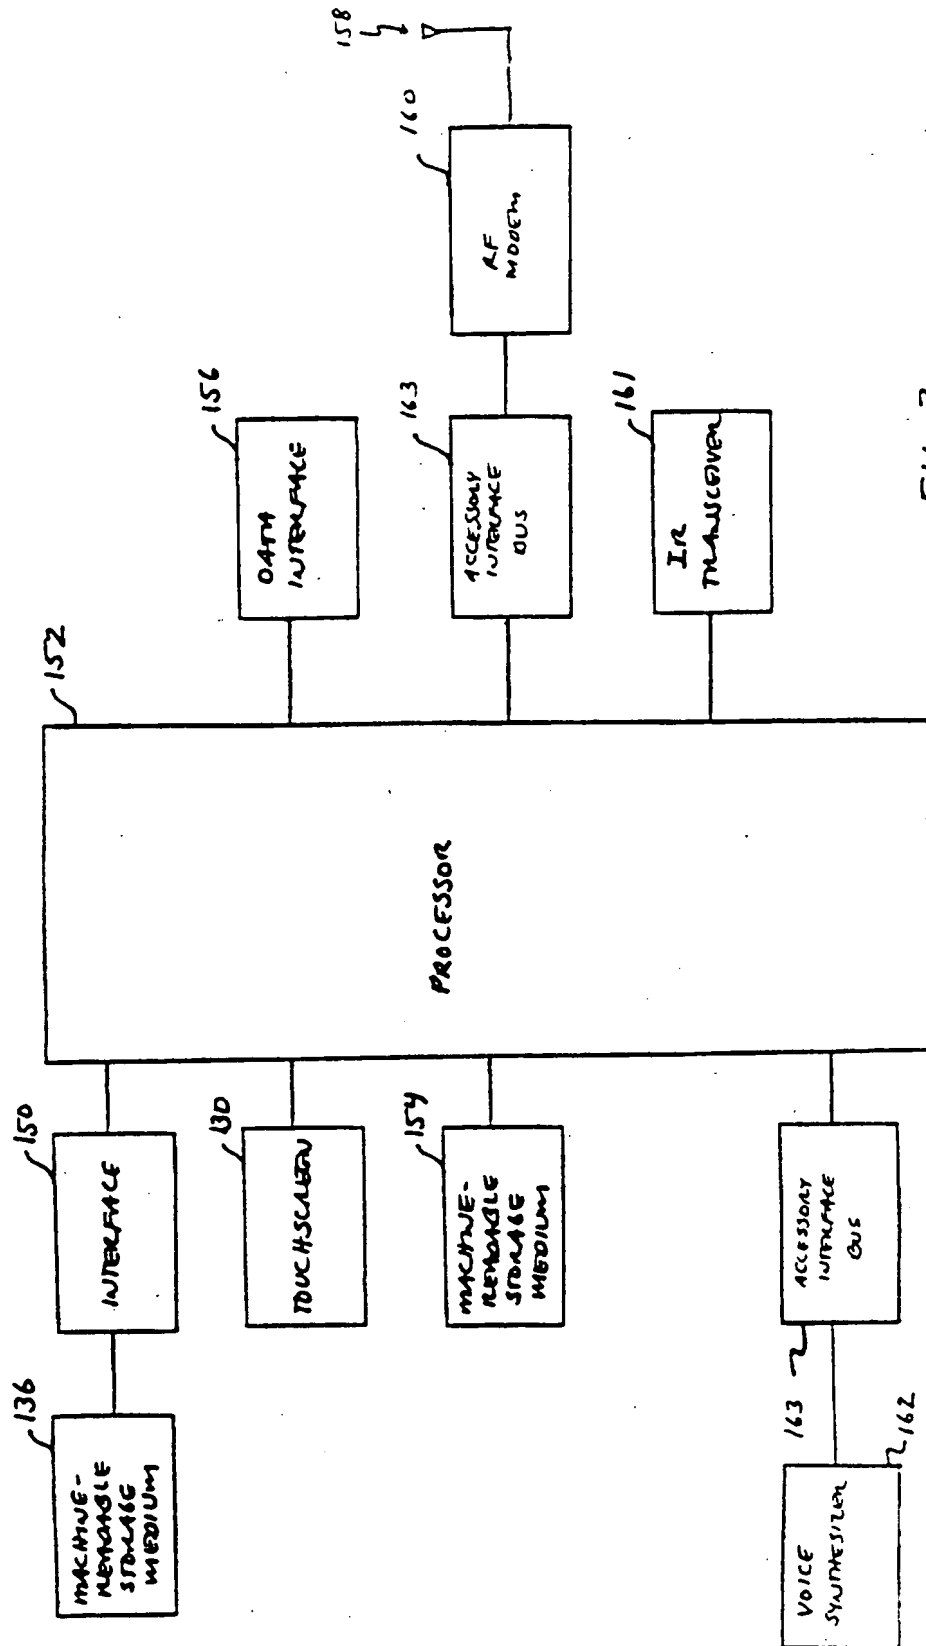 136
MACHINE-
READABLE
STORAGE
MEDIUM
150
INTERFACE
130
TOUCHSCREEN
154
MACHINE-
READABLE
STORAGE
MEDIUM
163
ACCESSORY
INTERFACE
BUS
162
VOICE
SYNTHESIZER
152
PROCESSOR
156
DATA
INTERFACE
163
ACCESSORY
INTERFACE
BUS
160
RF
MODEM
158
161
IR
TRANSCEIVER